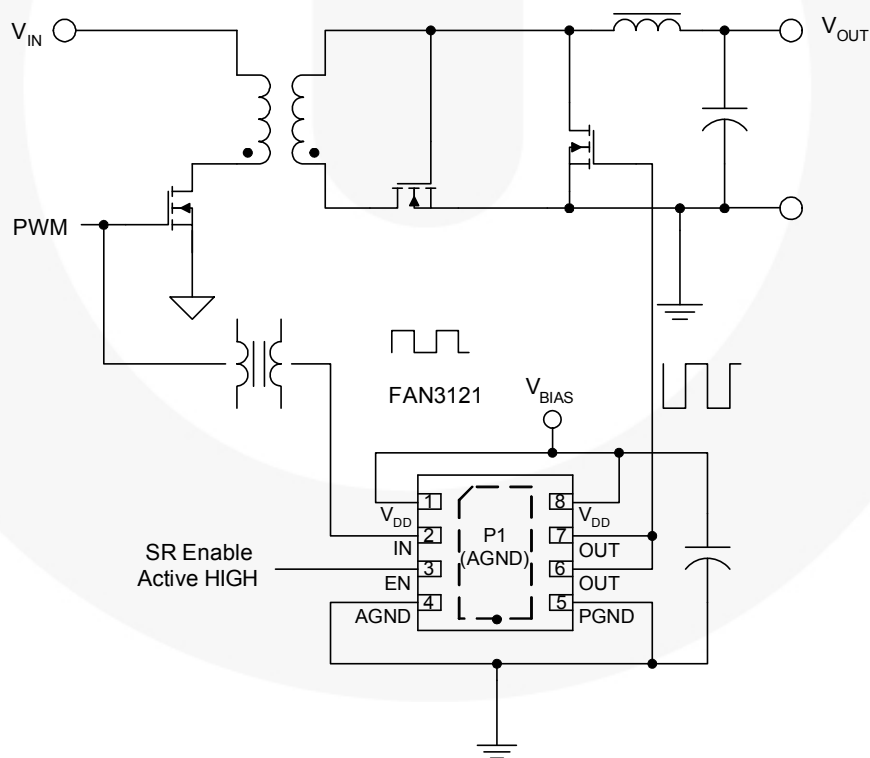 VIN
VOUT
PWM
FAN3121
VBIAS
1
8
VDD
VDD
P1
(AGND)
2
7
IN
OUT
SR Enable
Active HIGH
3
6
EN
OUT
4
5
AGND
PGND